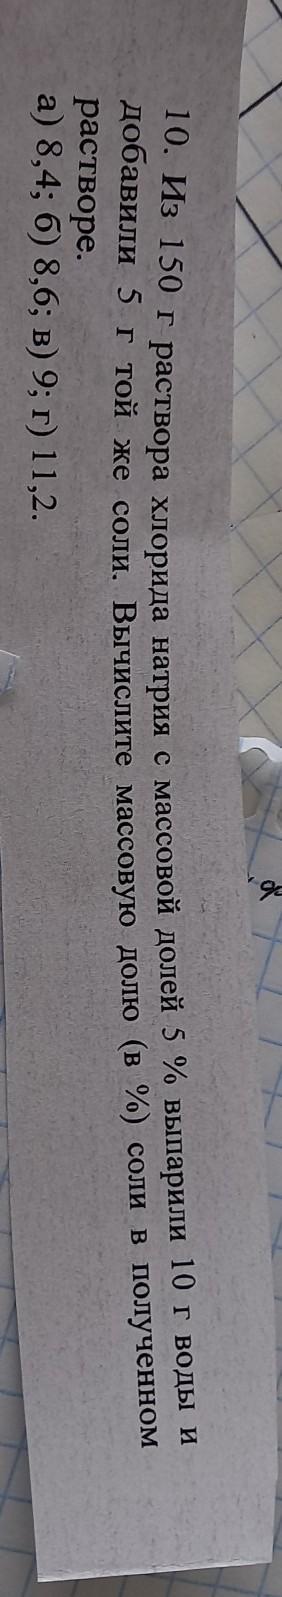 10. Из 150 г раствора хлорида натрия с массовой долей 5 % выпарили 10 г воды и
добавили 5 г той же соли. Вычислите массовую долю (в %) соли в полученном
растворе.
а) 8,4; б) 8,6; в) 9; г) 11,2.